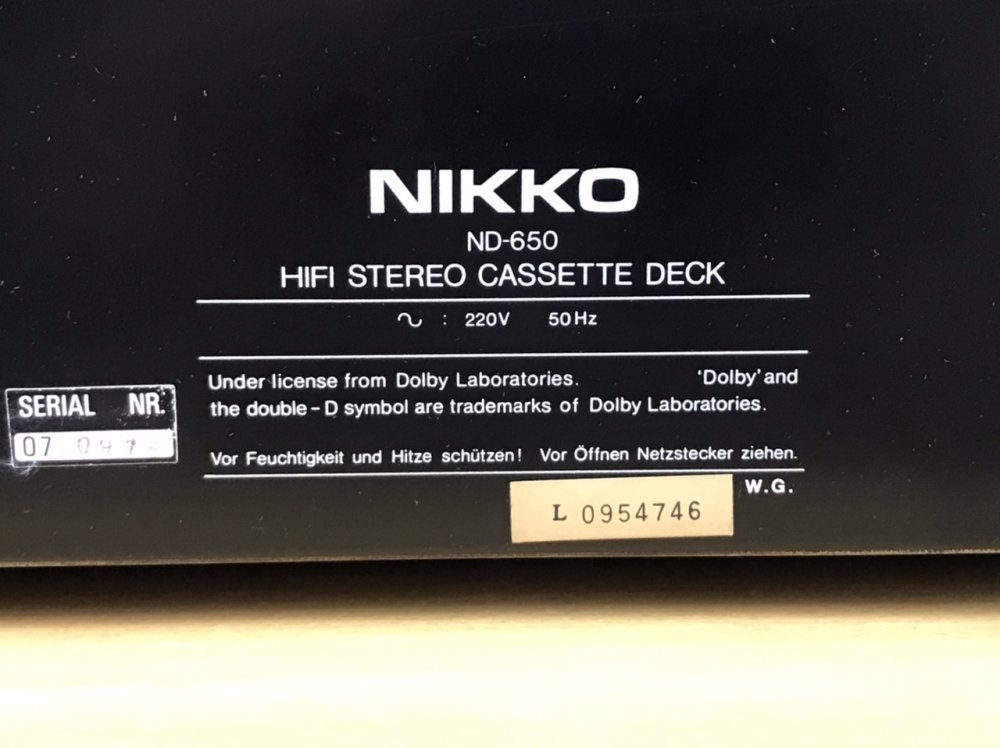 NIKKO
ND-650
HIFI STEREO CASSETTE DECK
∿ : 220V 50Hz
Under license from Dolby Laboratories. 'Dolby' and
the double-D symbol are trademarks of Dolby Laboratories.
Vor Feuchtigkeit und Hitze schützen! Vor Öffnen Netzstecker ziehen.
W.G.
SERIAL NR.
07
L 0954746